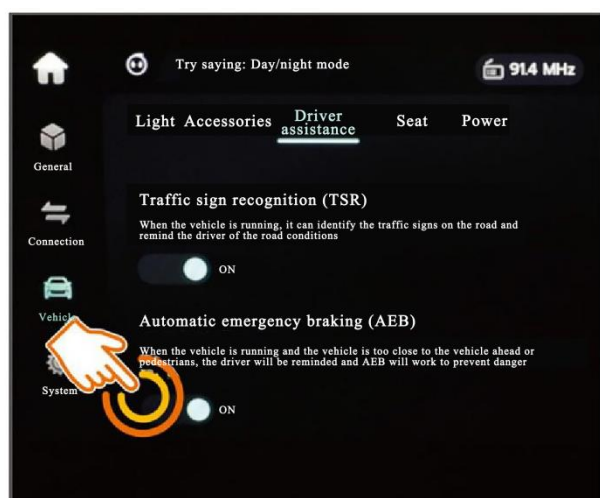 Try saying: Day/night mode
91.4 MHz
Light Accessories Driver assistance Seat Power
General
Traffic sign recognition (TSR)
When the vehicle is running, it can identify the traffic signs on the road and
remind the driver of the road conditions
Connection
ON
Vehicle
Automatic emergency braking (AEB)
When the vehicle is running and the vehicle is too close to the vehicle ahead or
pedestrians, the driver will be reminded and AEB will work to prevent danger
System
ON